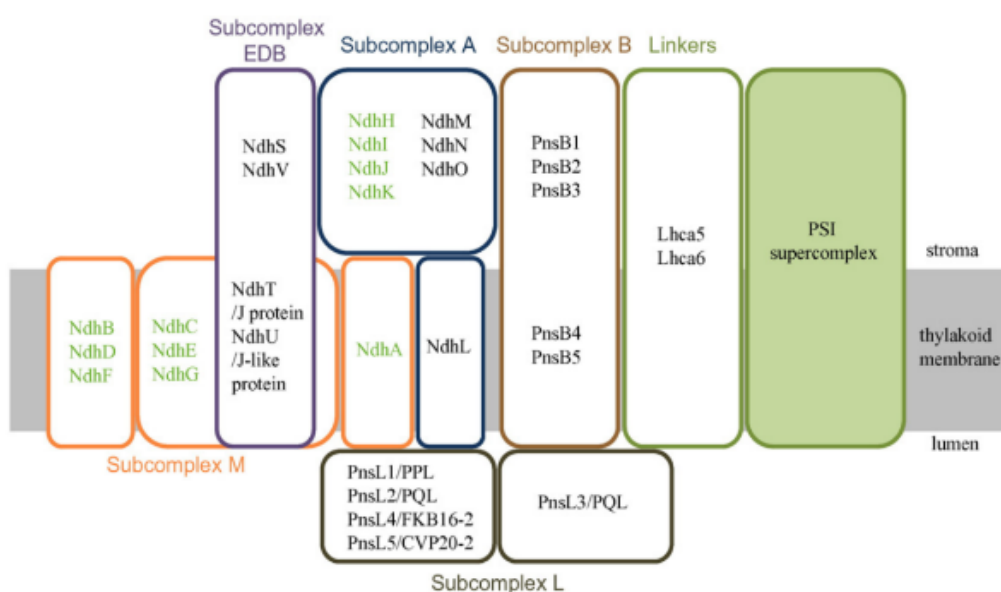 Subcomplex
EDB
Subcomplex A
Subcomplex B
Linkers
NdhS
NdhV
NdhT
/J protein
NdhU
/J-like
protein
NdhH
NdhI
NdhJ
NdhK
NdhM
NdhN
NdhO
PnsB1
PnsB2
PnsB3
PnsB4
PnsB5
Lhca5
Lhca6
PSI
supercomplex
stroma
thylakoid
membrane
lumen
NdhB
NdhD
NdhF
NdhC
NdhE
NdhG
NdhA
NdhL
Subcomplex M
PnsL1/PPL
PnsL2/PQL
PnsL4/FKB16-2
PnsL5/CVP20-2
PnsL3/PQL
Subcomplex L